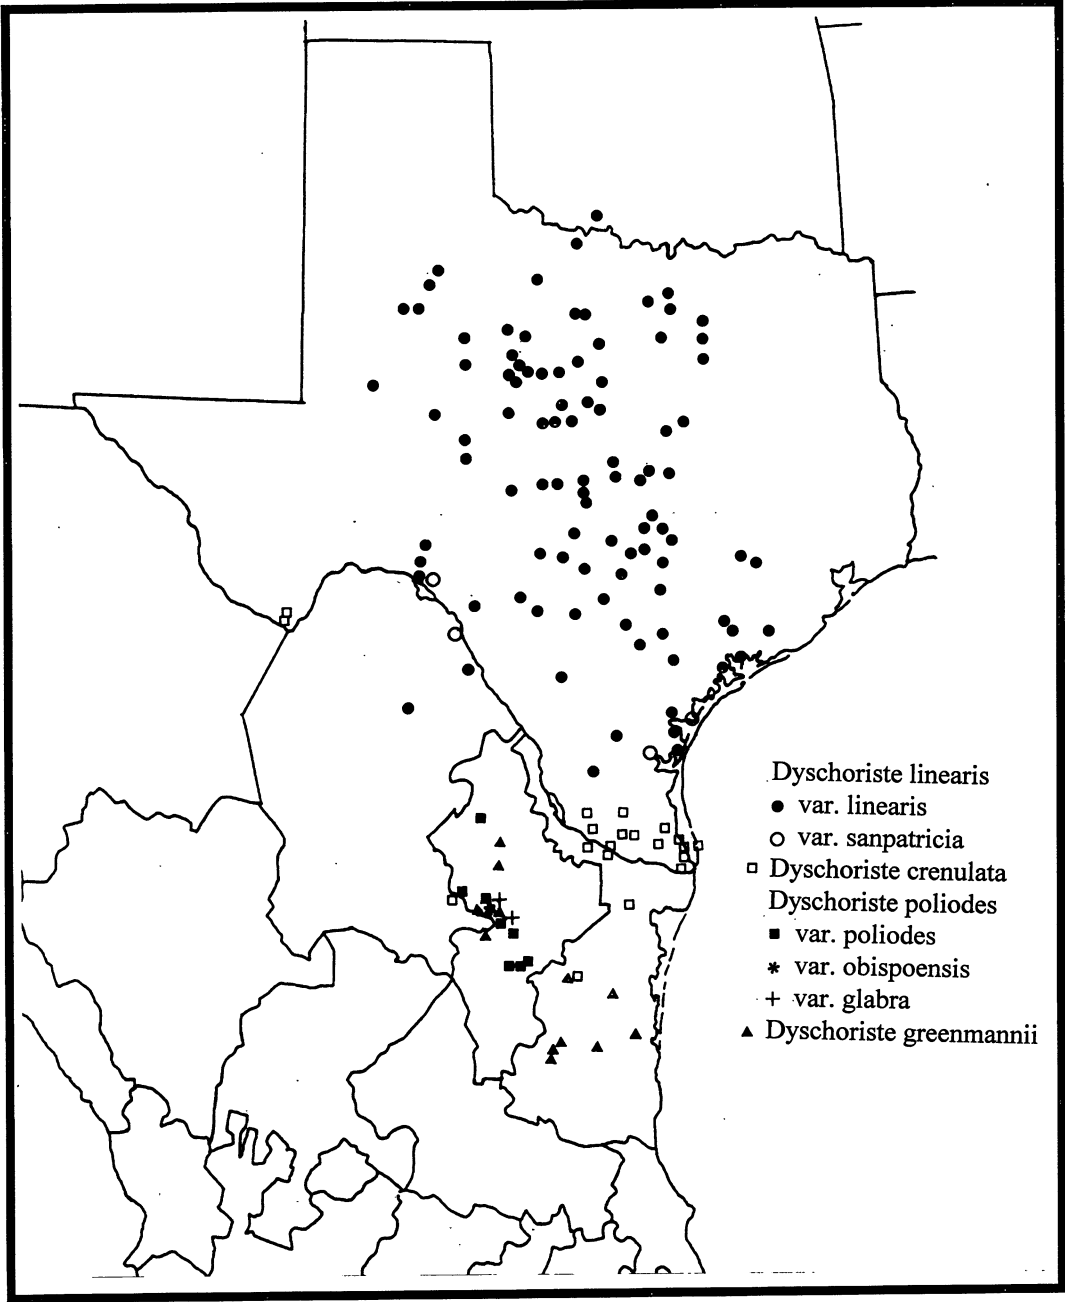 Dyschoriste linearis
var. linearis
var. sanpatricia
Dyschoriste crenulata
Dyschoriste poliodes
var. poliodes
var. obispoensis
var. glabra
Dyschoriste greenmannii